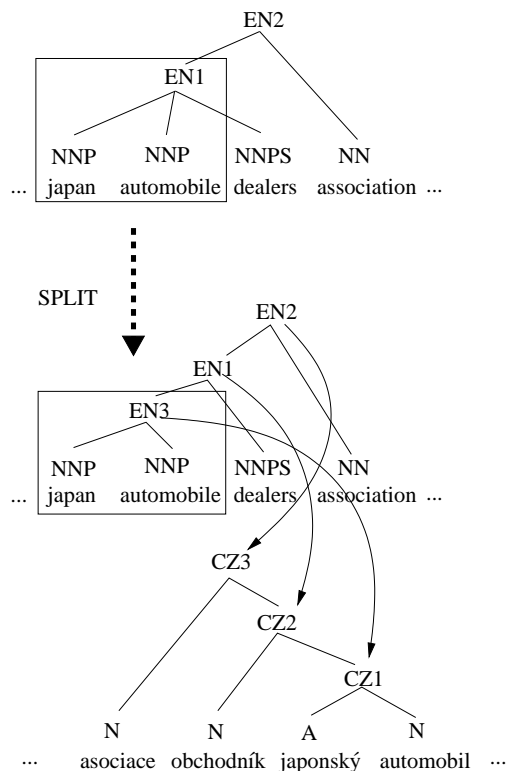 EN2
EN1
NNP NNP NNPS NN
... japan automobile dealers association ...
SPLIT
EN2
EN1
EN3
NNP NNP NNPS NN
... japan automobile dealers association ...
CZ3
CZ2
CZ1
N N A N
... asociace obchodník japonský automobil ...